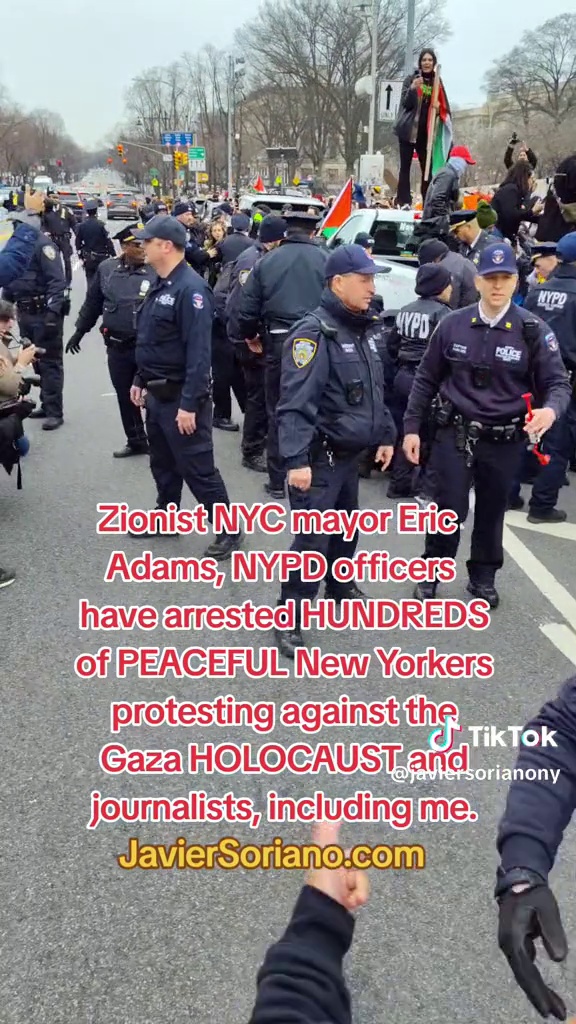 NYPD
POLICE
NYPD
Zionist NYC mayor Eric
Adams, NYPD officers
have arrested HUNDREDS
of PEACEFUL New Yorkers
protesting against the
Gaza HOLOCAUST and
journalists, including me.
TikTok
@javiersorianony
JavierSoriano.com